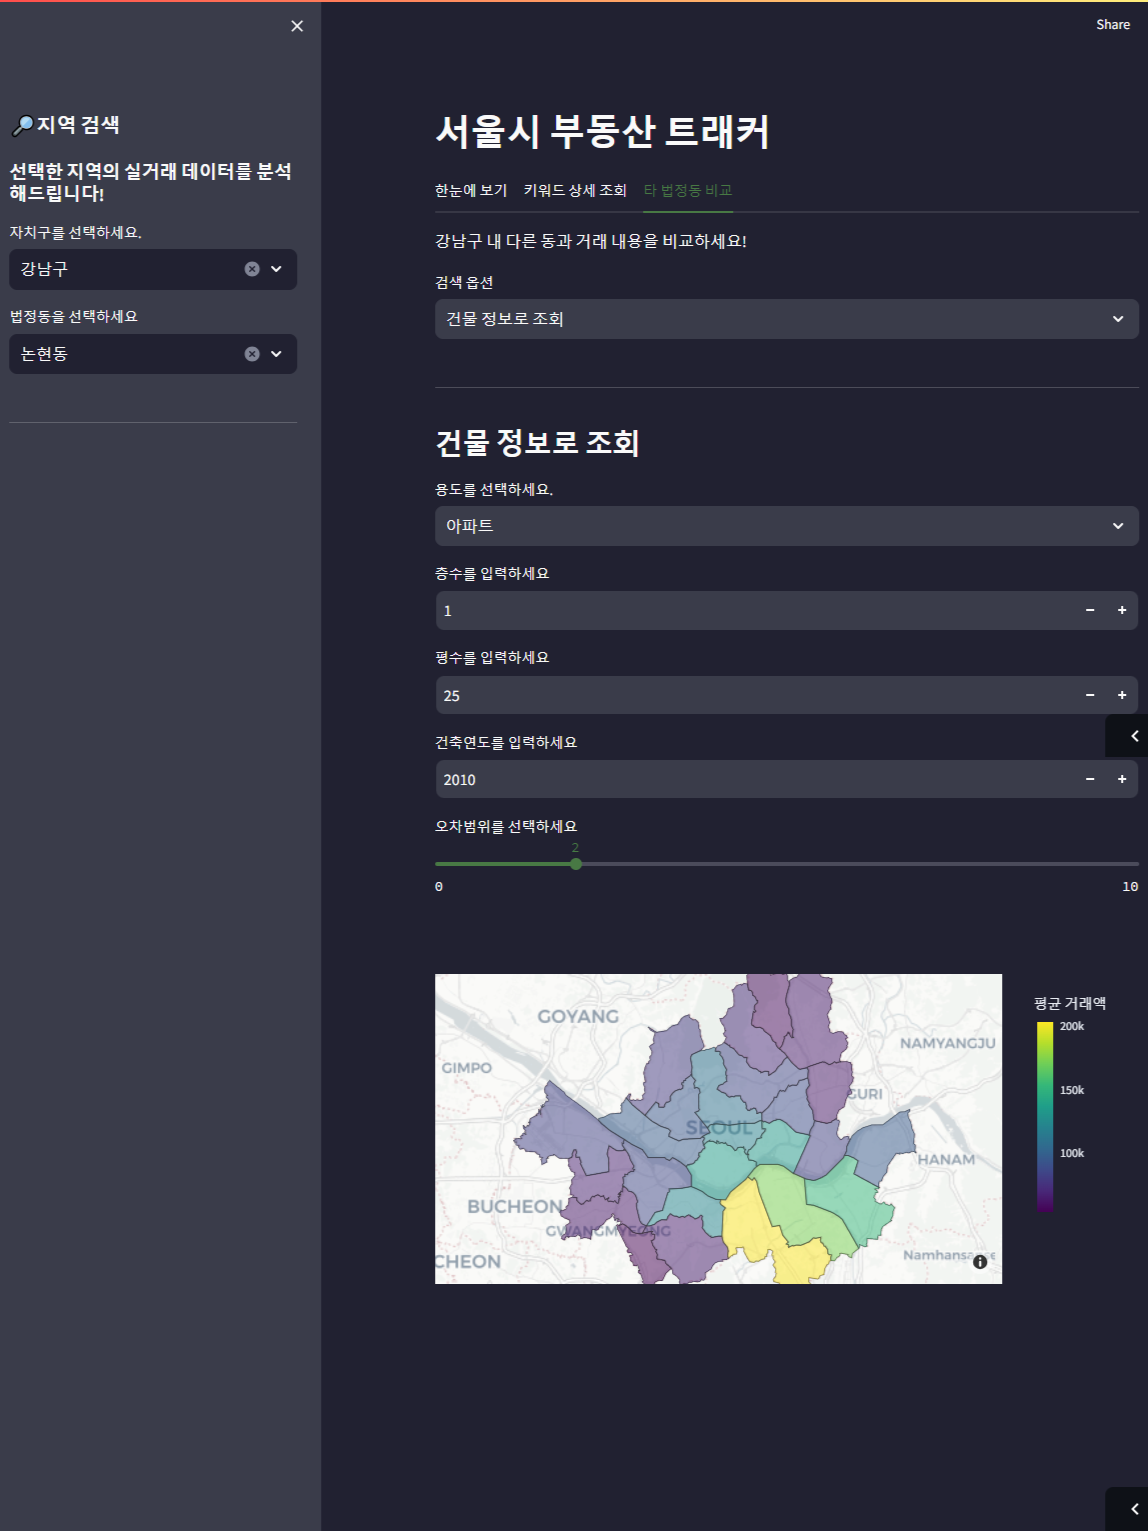 Share
🔎지역 검색
선택한 지역의 실거래 데이터를 분석
해드립니다!
자치구를 선택하세요.
강남구
법정동을 선택하세요
논현동
서울시 부동산 트래커
한눈에 보기 키워드 상세 조회 타 법정동 비교
강남구 내 다른 동과 거래 내용을 비교하세요!
검색 옵션
건물 정보로 조회
건물 정보로 조회
용도를 선택하세요.
아파트
층수를 입력하세요
1
평수를 입력하세요
25
건축연도를 입력하세요
2010
오차범위를 선택하세요
2
0 10
GOYANG
NAMYANGJU
GIMPO
GURI
SEOUL
HANAM
BUCHEON
GWANGMYEONG
CHEON
평균 거래액
200k
150k
100k